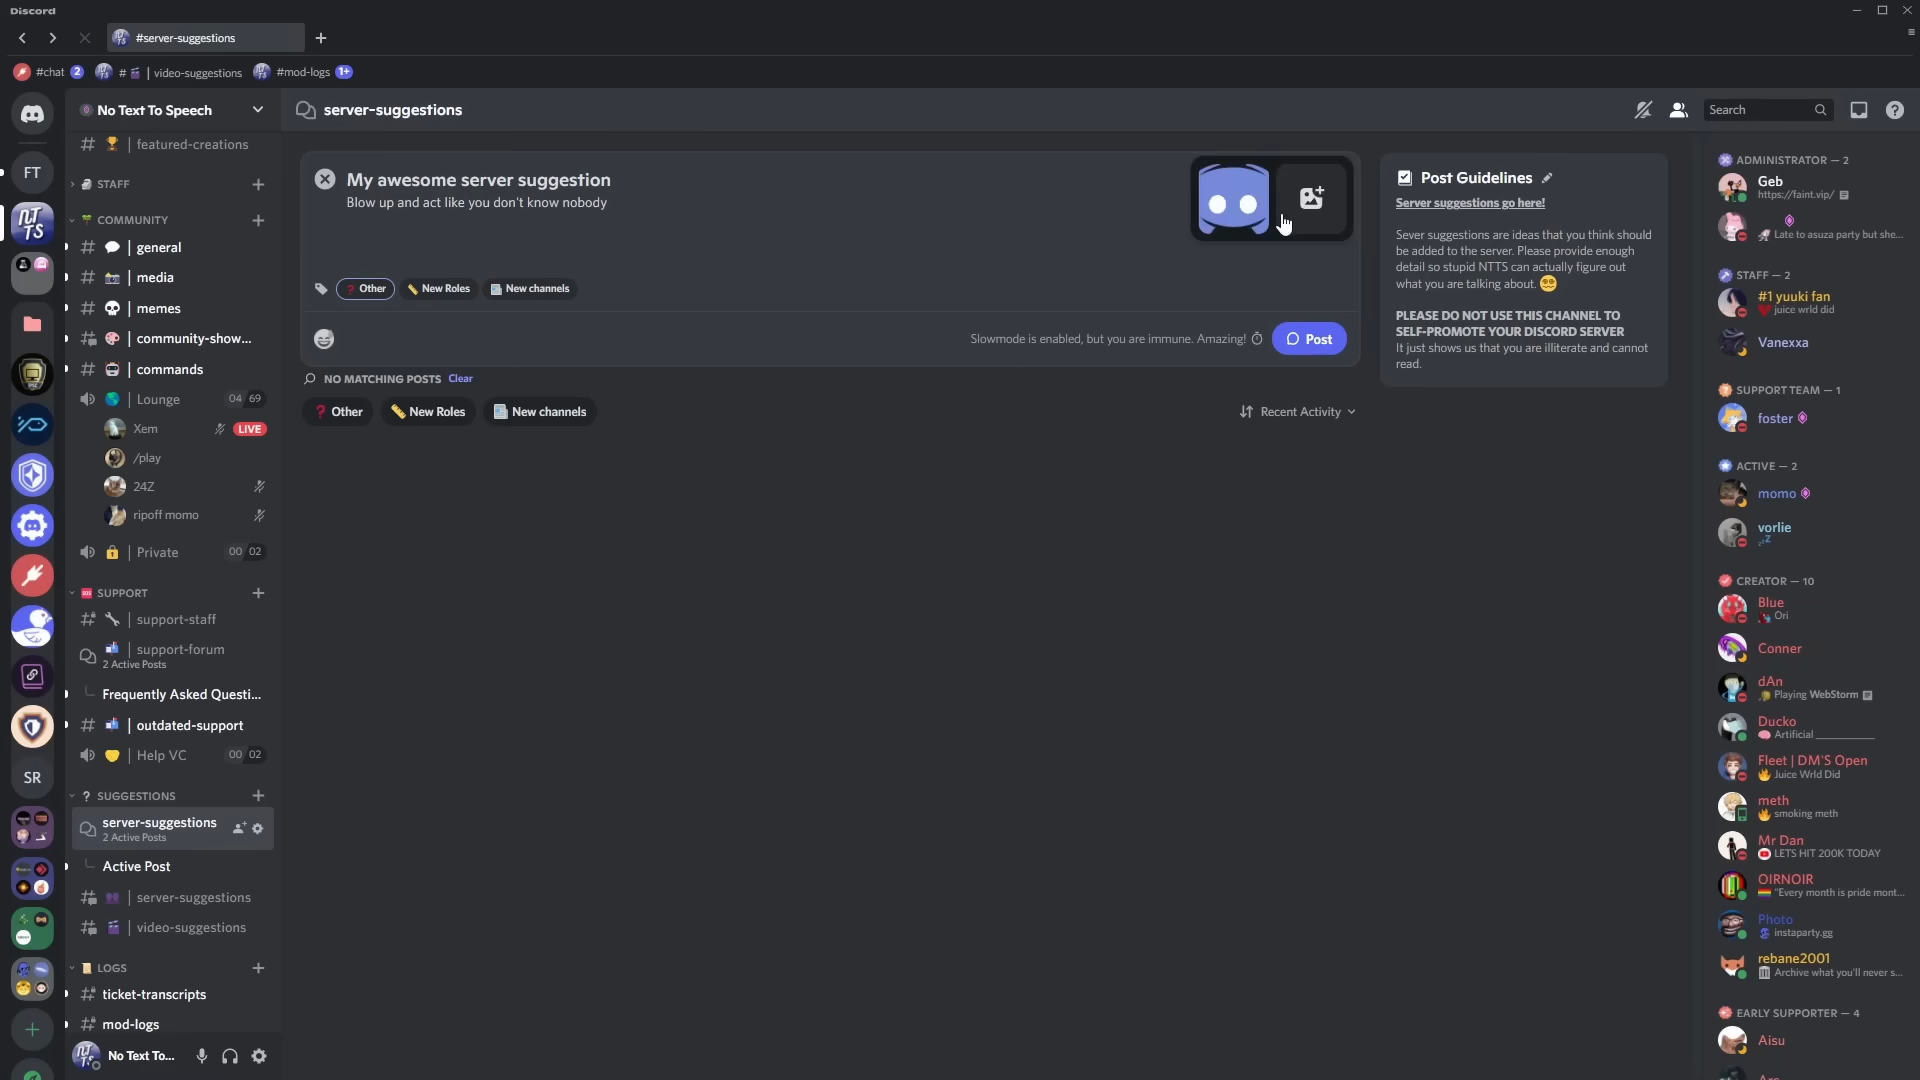 Discord
#server-suggestions
#chat 2
# | video-suggestions
#mod-logs 1+
No Text To Speech
server-suggestions
Search
FT
SR
| featured-creations
STAFF
COMMUNITY
| general
| media
| memes
| community-show...
| commands
| Lounge 04 69
Xem LIVE
/play
24Z
ripoff momo
| Private 00 02
SUPPORT
| support-staff
| support-forum
2 Active Posts
Frequently Asked Questi...
| outdated-support
| Help VC 00 02
? SUGGESTIONS
server-suggestions
2 Active Posts
Active Post
| server-suggestions
| video-suggestions
LOGS
ticket-transcripts
mod-logs
No Text To...
My awesome server suggestion
Blow up and act like you don't know nobody
Other New Roles New channels
Slowmode is enabled, but you are immune. Amazing! Post
NO MATCHING POSTS Clear
Other New Roles New channels Recent Activity
Post Guidelines
Server suggestions go here!
Sever suggestions are ideas that you think should
be added to the server. Please provide enough
detail so stupid NTTS can actually figure out
what you are talking about.
PLEASE DO NOT USE THIS CHANNEL TO
SELF-PROMOTE YOUR DISCORD SERVER
It just shows us that you are illiterate and cannot
read.
ADMINISTRATOR — 2
Geb
https://faint.vip/
Late to asuza party but she...
STAFF — 2
#1 yuuki fan
juice wrld did
Vanexxa
SUPPORT TEAM — 1
foster
ACTIVE — 2
momo
vorlie
CREATOR — 10
Blue
Ori
Conner
dAn
Playing WebStorm
Ducko
Artificial ____________
Fleet | DM'S Open
Juice Wrld Did
meth
smoking meth
Mr Dan
LETS HIT 200K TODAY
OIRNOIR
"Every month is pride mont...
Photo
instaparty.gg
rebane2001
Archive what you'll never s...
EARLY SUPPORTER — 4
Aisu